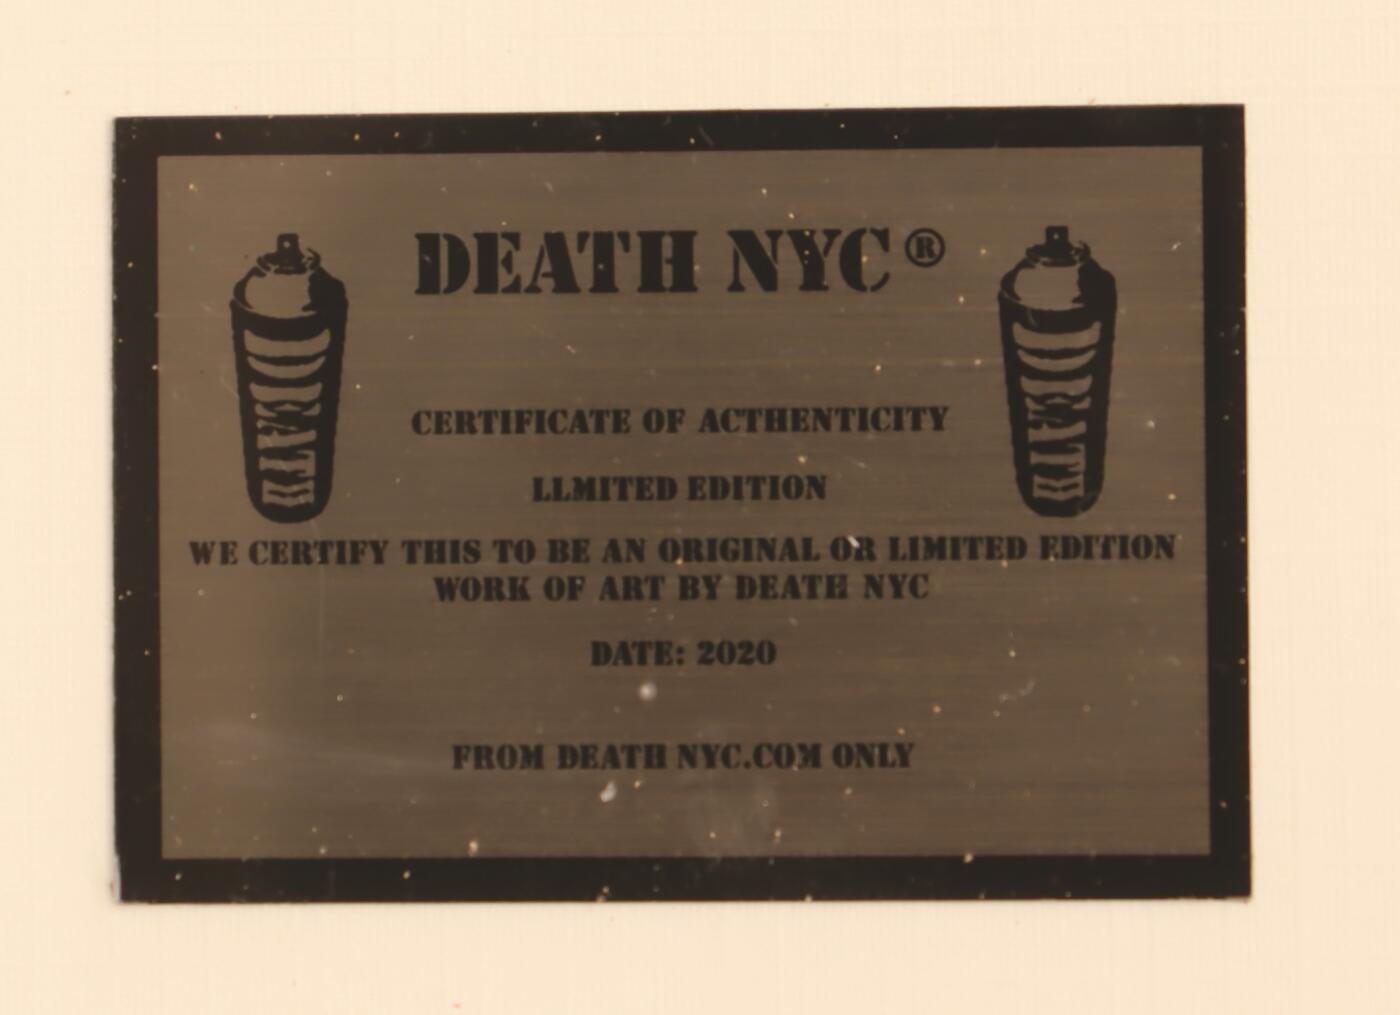 DEATH NYC®
DEATH
DEATH
CERTIFICATE OF ACTHENTICITY
LLMITED EDITION
WE CERTIFY THIS TO BE AN ORIGINAL OR LIMITED EDITION
WORK OF ART BY DEATH NYC
DATE: 2020
FROM DEATH NYC.COM ONLY